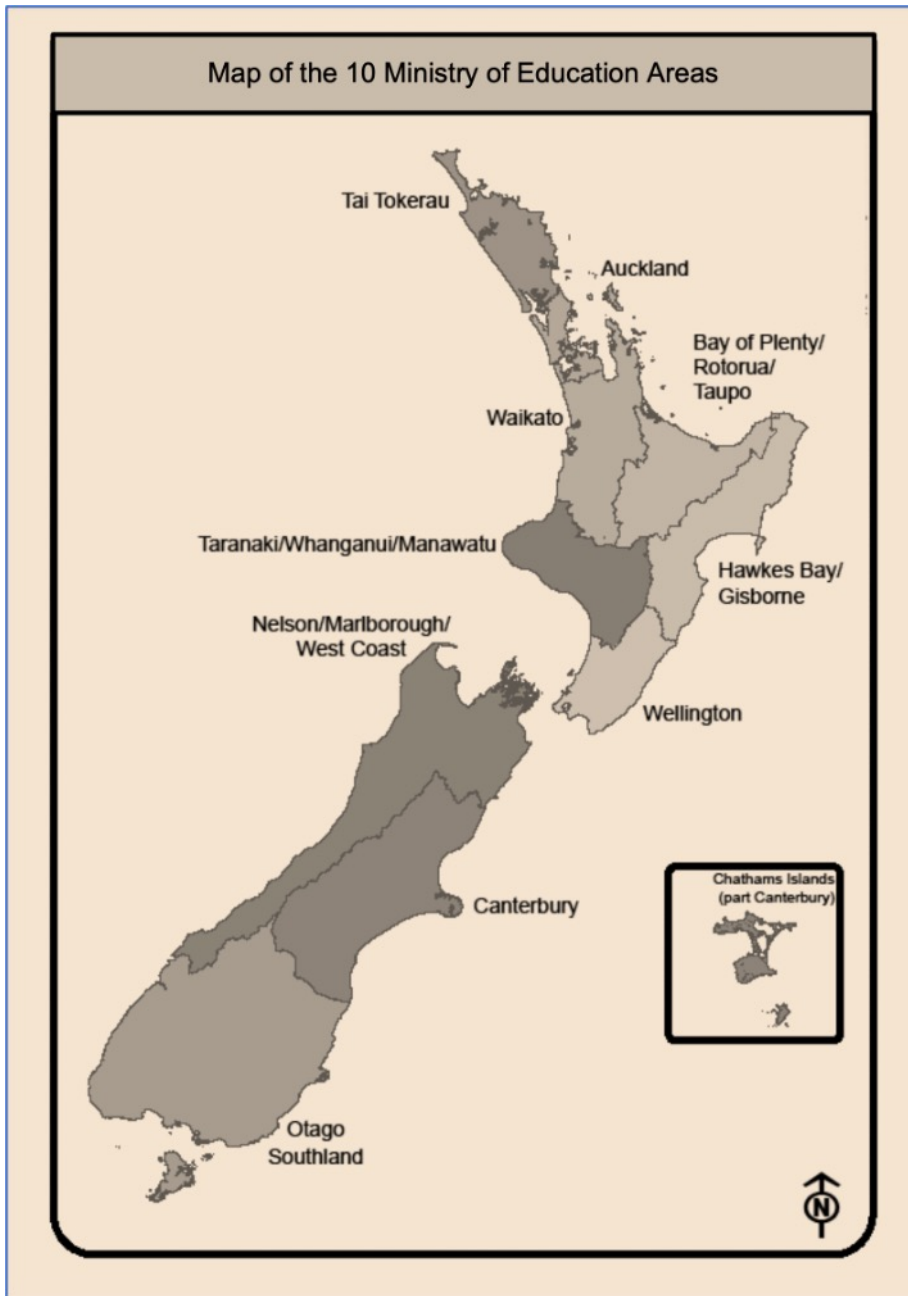 Map of the 10 Ministry of Education Areas
Tai Tokerau
Auckland
Bay of Plenty/
Rotorua/
Taupo
Waikato
Taranaki/Whanganui/Manawatu
Hawkes Bay/
Gisborne
Nelson/Marlborough/
West Coast
Wellington
Chathams Islands
(part Canterbury)
Canterbury
Otago
Southland
N